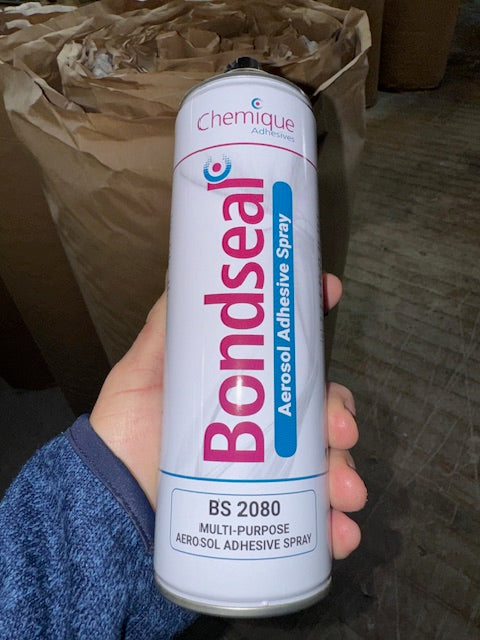 Chemique
Adhesives
Bondseal
Aerosol Adhesive Spray
BS 2080
MULTI-PURPOSE
AEROSOL ADHESIVE SPRAY